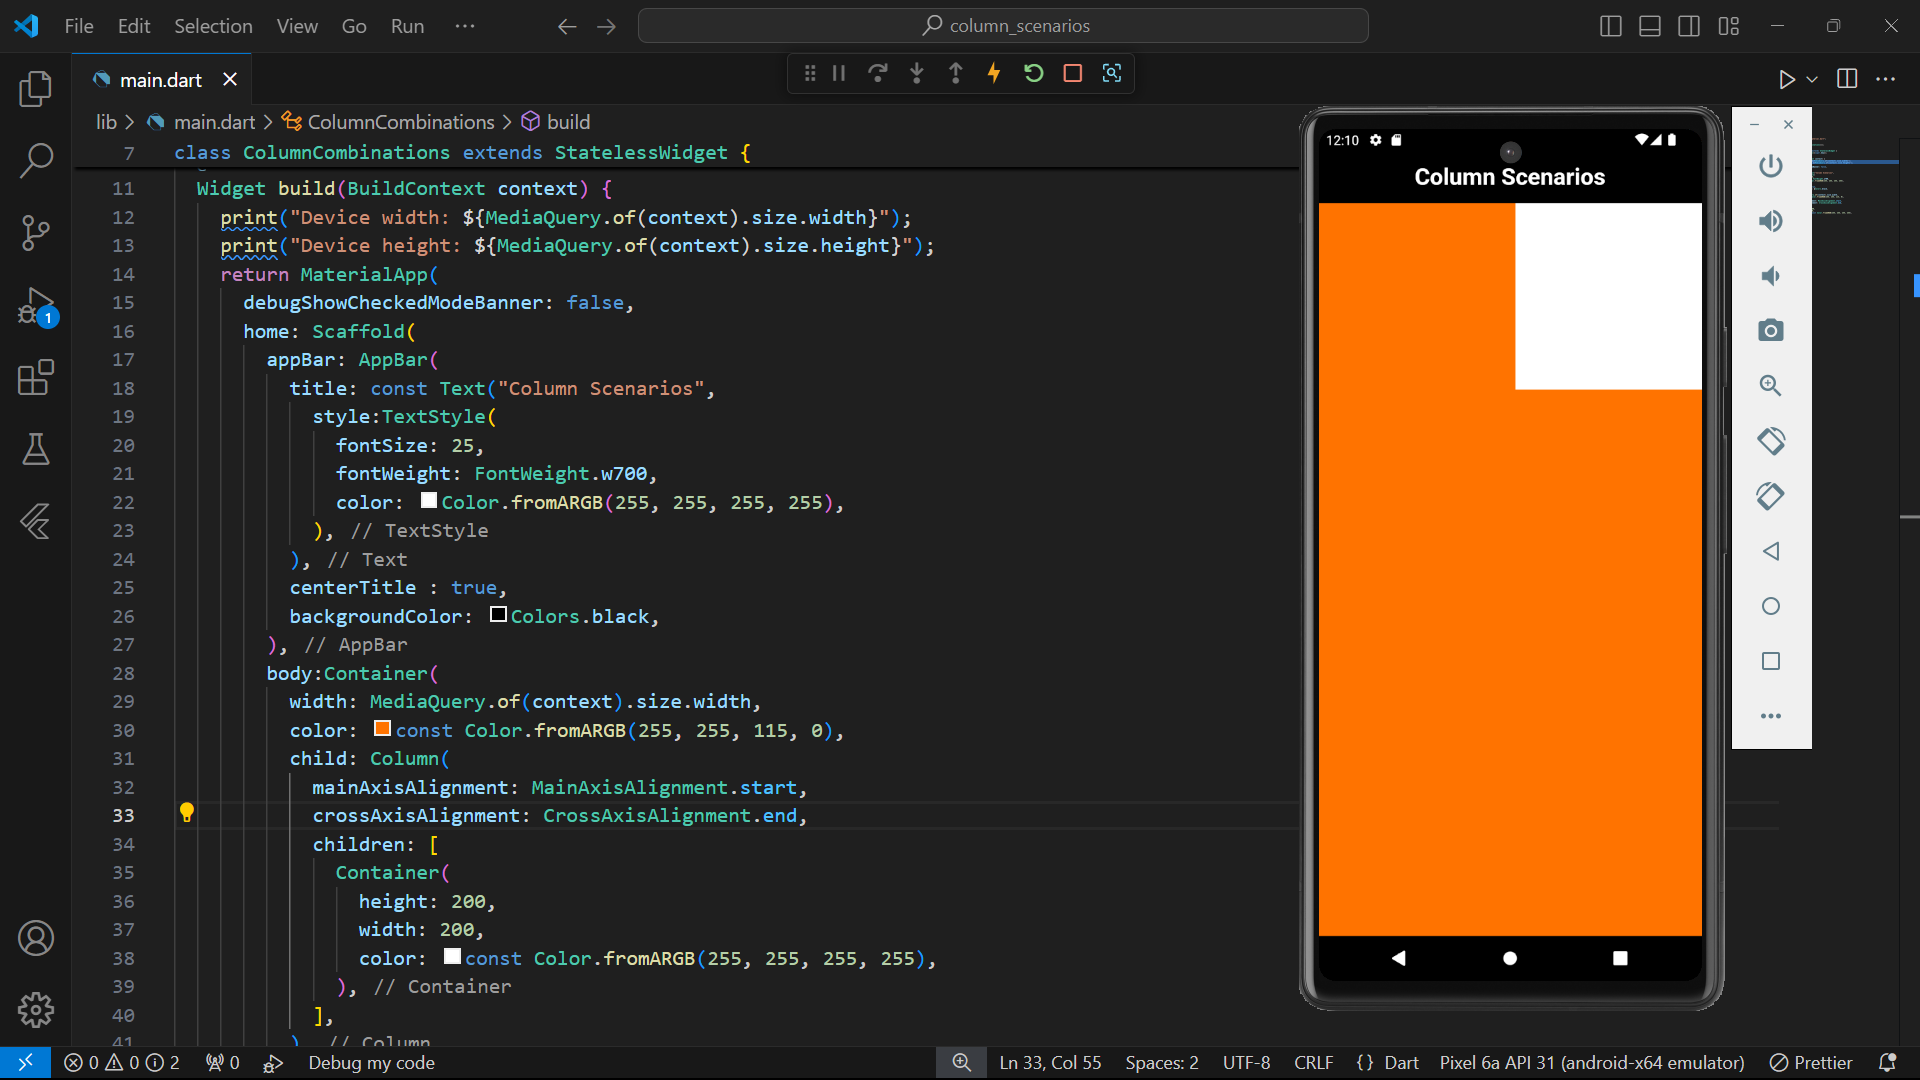 File Edit Selection View Go Run ···
column_scenarios
main.dart
lib > main.dart > ColumnCombinations > build
7 class ColumnCombinations extends StatelessWidget {
11 Widget build(BuildContext context) {
12 print("Device width: ${MediaQuery.of(context).size.width}");
13 print("Device height: ${MediaQuery.of(context).size.height}");
14 return MaterialApp(
15 debugShowCheckedModeBanner: false,
16 home: Scaffold(
17 appBar: AppBar(
18 title: const Text("Column Scenarios",
19 style:TextStyle(
20 fontSize: 25,
21 fontWeight: FontWeight.w700,
22 color: Color.fromARGB(255, 255, 255, 255),
23 ), // TextStyle
24 ), // Text
25 centerTitle : true,
26 backgroundColor: Colors.black,
27 ), // AppBar
28 body:Container(
29 width: MediaQuery.of(context).size.width,
30 color: const Color.fromARGB(255, 255, 115, 0),
31 child: Column(
32 mainAxisAlignment: MainAxisAlignment.start,
33 crossAxisAlignment: CrossAxisAlignment.end,
34 children: [
35 Container(
36 height: 200,
37 width: 200,
38 color: const Color.fromARGB(255, 255, 255, 255),
39 ), // Container
40 ],
41 ) // Column
12:10
Column Scenarios
1
0 0 2 0 Debug my code
Ln 33, Col 55 Spaces: 2 UTF-8 CRLF {} Dart Pixel 6a API 31 (android-x64 emulator) Prettier